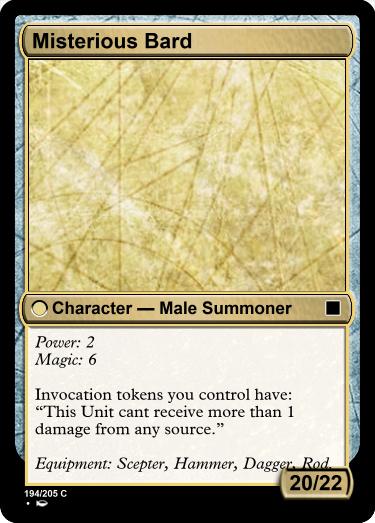 Misterious Bard
Character — Male Summoner
Power: 2
Magic: 6
Invocation tokens you control have:
“This Unit cant receive more than 1
damage from any source.”
Equipment: Scepter, Hammer, Dagger, Rod.
20/22
194/205 C